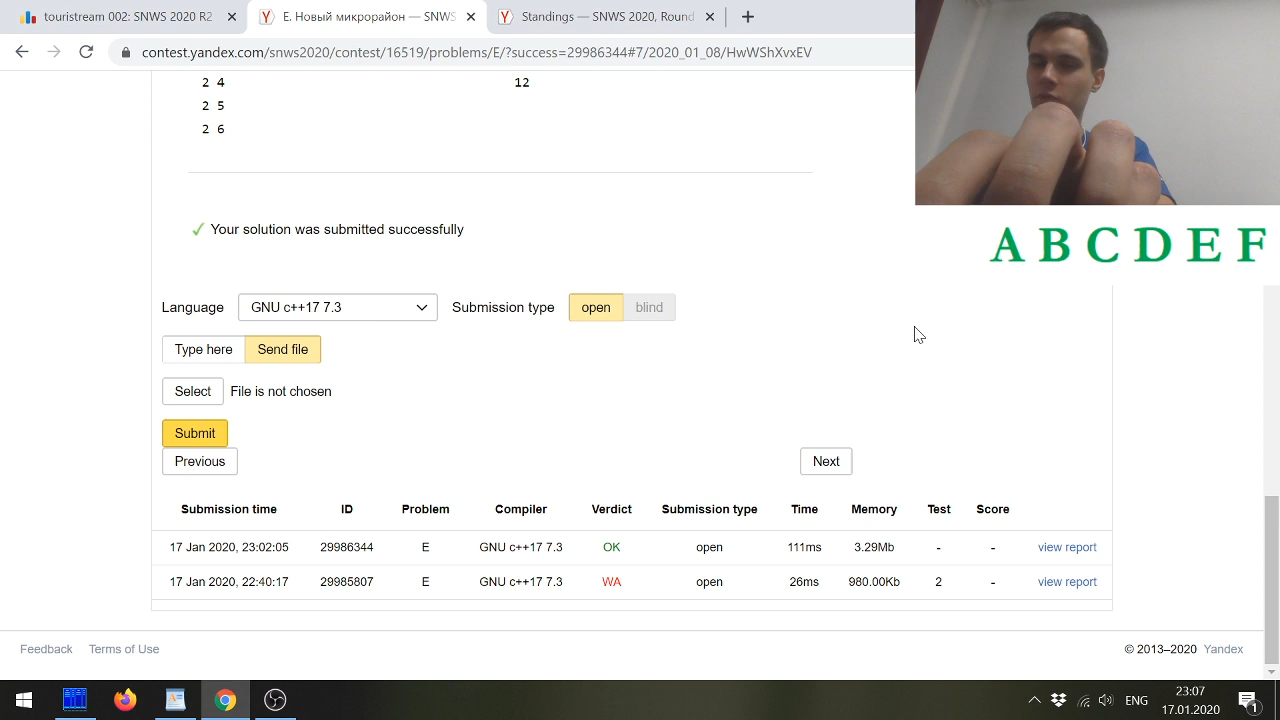 touristream 002: SNWS 2020 R2
E. Новый микрорайон — SNWS
Standings — SNWS 2020, Round
contest.yandex.com/snws2020/contest/16519/problems/E/?success=29986344#7/2020_01_08/HwWShXvxEV
2 4 12
2 5
2 6
Your solution was submitted successfully
A B C D E F
Language GNU c++17 7.3 Submission type open blind
Type here Send file
Select File is not chosen
Submit
Previous Next
Submission time ID Problem Compiler Verdict Submission type Time Memory Test Score
17 Jan 2020, 23:02:05 29986344 E GNU c++17 7.3 OK open 111ms 3.29Mb - - view report
17 Jan 2020, 22:40:17 29985807 E GNU c++17 7.3 WA open 26ms 980.00Kb 2 - view report
Feedback Terms of Use © 2013–2020 Yandex
ENG 23:07
17.01.2020
1